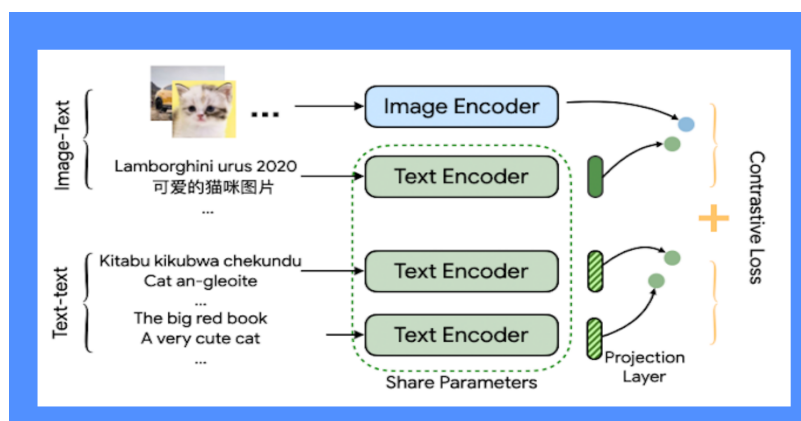 Image-Text
...
Image Encoder
Lamborghini urus 2020
可爱的猫咪图片
...
Text Encoder
Text-text
Kitabu kikubwa chekundu
Cat an-gleoite
...
Text Encoder
The big red book
A very cute cat
...
Text Encoder
Share Parameters
Projection
Layer
+
Contrastive Loss